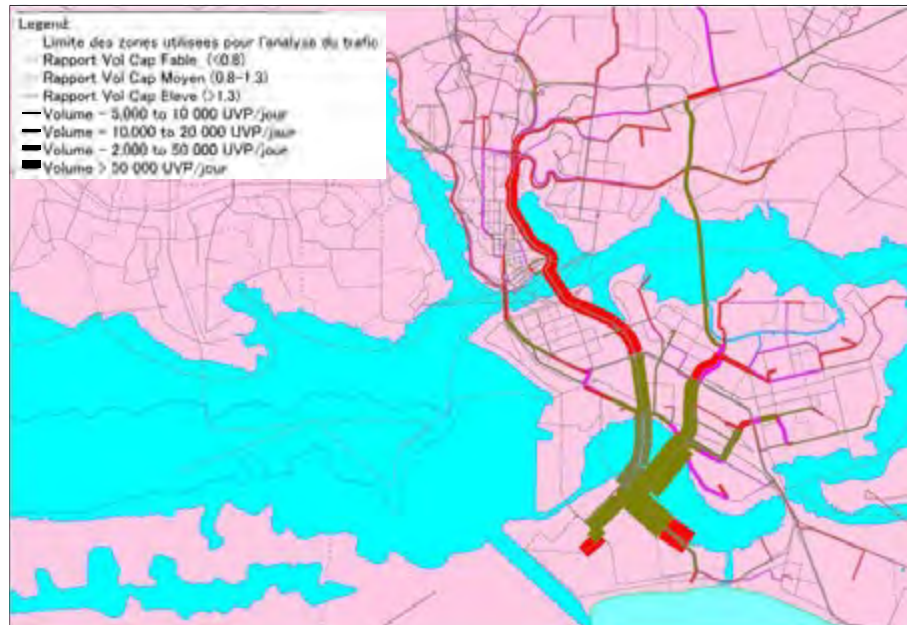 Legend:
Limite des zones utilisees pour l'analyse du trafic
Rapport Vol Cap Fable (<0.8)
Rapport Vol Cap Moyen (0.8-1.3)
Rapport Vol Cap Eleve (>1.3)
Volume - 5,000 to 10 000 UVP/jour
Volume - 10,000 to 20 000 UVP/jaur
Volume - 2,000 to 50 000 UVP/jour
Volume > 50 000 UVP/jour